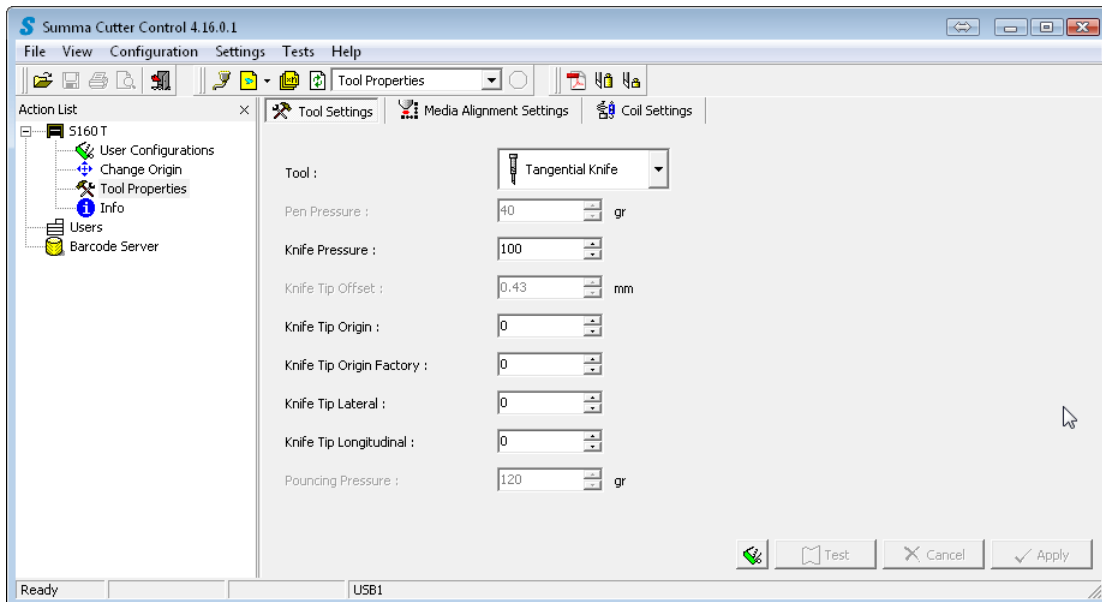 Summa Cutter Control 4.16.0.1
File View Configuration Settings Tests Help
Tool Properties
Action List
S160 T
User Configurations
Change Origin
Tool Properties
Info
Users
Barcode Server
Tool Settings Media Alignment Settings Coil Settings
Tool : Tangential Knife
Pen Pressure : 40 gr
Knife Pressure : 100
Knife Tip Offset : 0.43 mm
Knife Tip Origin : 0
Knife Tip Origin Factory : 0
Knife Tip Lateral : 0
Knife Tip Longitudinal : 0
Pouncing Pressure : 120 gr
Test Cancel Apply
Ready USB1